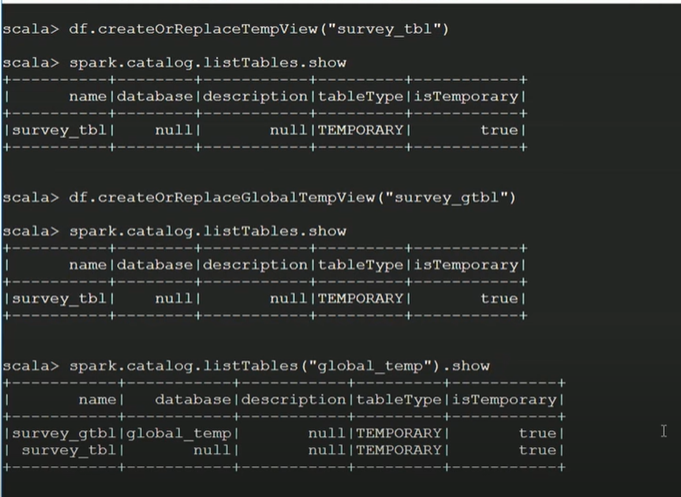 scala> df.createOrReplaceTempView("survey_tbl")
scala> spark.catalog.listTables.show
+----------+--------+-----------+---------+-----------+
|      name|database|description|tableType|isTemporary|
+----------+--------+-----------+---------+-----------+
|survey_tbl|    null|       null|TEMPORARY|       true|
+----------+--------+-----------+---------+-----------+
scala> df.createOrReplaceGlobalTempView("survey_gtbl")
scala> spark.catalog.listTables.show
+----------+--------+-----------+---------+-----------+
|      name|database|description|tableType|isTemporary|
+----------+--------+-----------+---------+-----------+
|survey_tbl|    null|       null|TEMPORARY|       true|
+----------+--------+-----------+---------+-----------+
scala> spark.catalog.listTables("global_temp").show
+-----------+-----------+-----------+---------+-----------+
|       name|   database|description|tableType|isTemporary|
+-----------+-----------+-----------+---------+-----------+
|survey_gtbl|global_temp|       null|TEMPORARY|       true|
| survey_tbl|       null|       null|TEMPORARY|       true|
+-----------+-----------+-----------+---------+-----------+